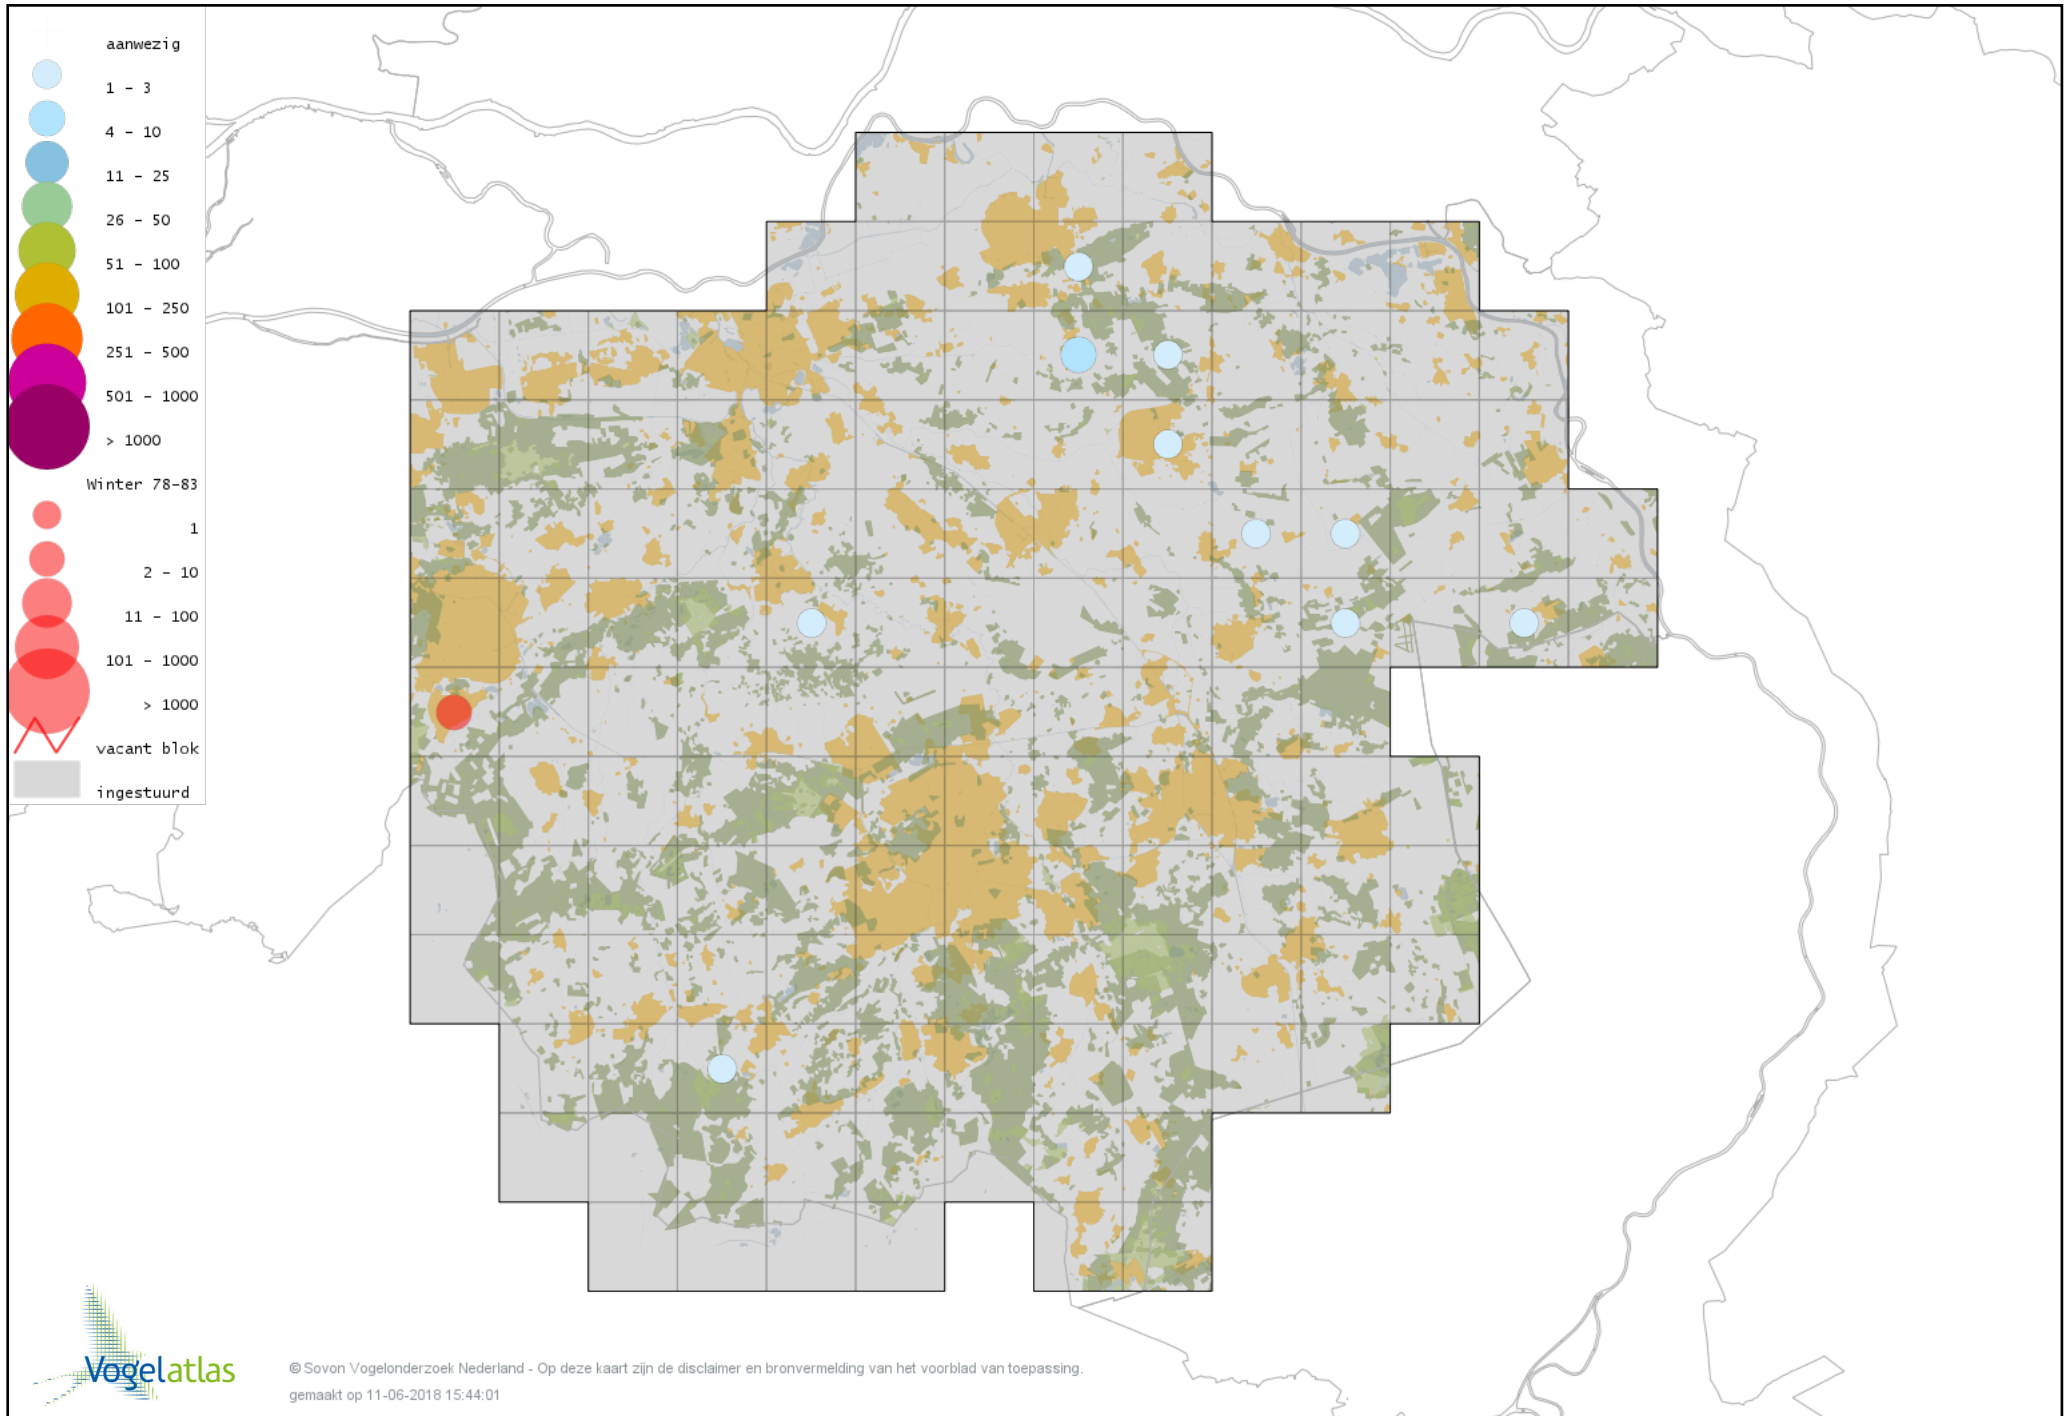 aanwezig
1 – 3
4 – 10
11 – 25
26 – 50
51 – 100
101 – 250
251 – 500
501 – 1000
> 1000
Winter 78–83
1
2 – 10
11 – 100
101 – 1000
> 1000
vacant blok
ingestuurd
Vogelatlas
© Sovon Vogelonderzoek Nederland - Op deze kaart zijn de disclaimer en bronvermelding van het voorblad van toepassing.
gemaakt op 11-06-2018 15:44:01